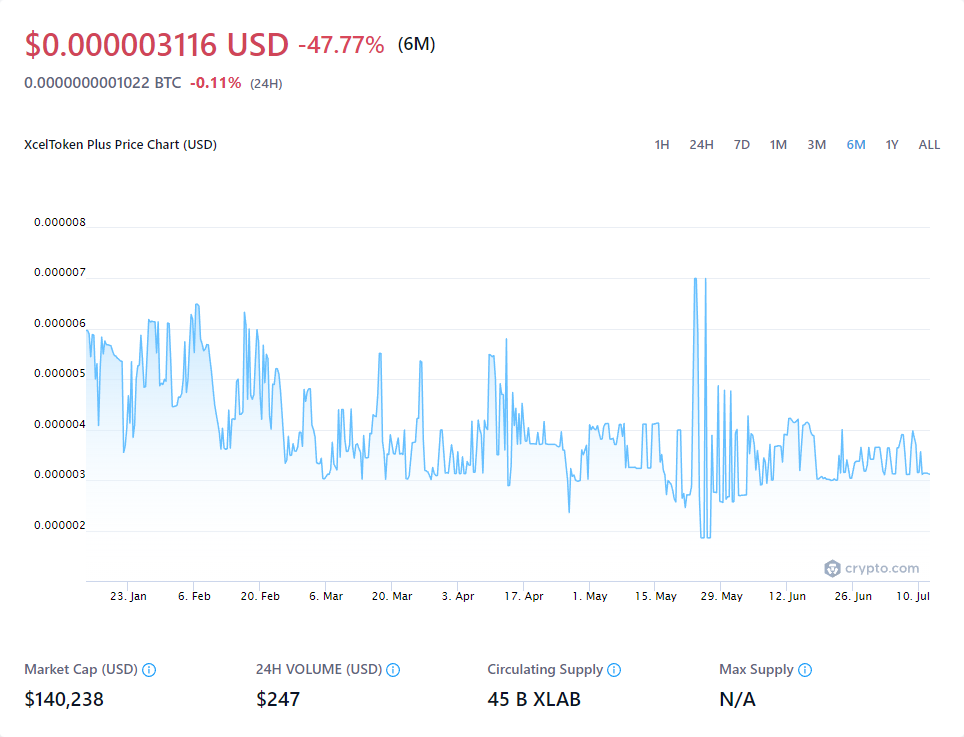 $0.000003116 USD -47.77% (6M)
0.0000000001022 BTC -0.11% (24H)
XcelToken Plus Price Chart (USD) 1H 24H 7D 1M 3M 6M 1Y ALL
0.000008
0.000007
0.000006
0.000005
0.000004
0.000003
0.000002
crypto.com
23. Jan 6. Feb 20. Feb 6. Mar 20. Mar 3. Apr 17. Apr 1. May 15. May 29. May 12. Jun 26. Jun 10. Jul
Market Cap (USD) 24H VOLUME (USD) Circulating Supply Max Supply
$140,238 $247 45 B XLAB N/A